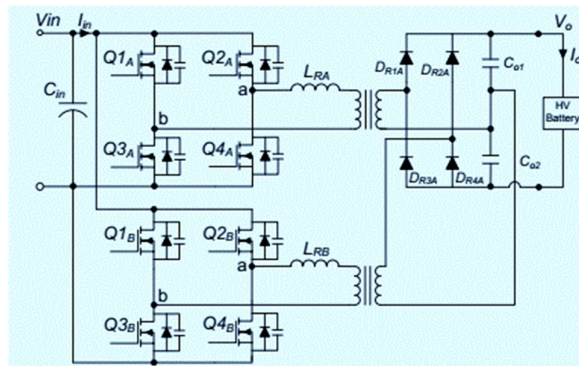 Vin Iin Vo
Q1A Q2A Io
LRA DR1A DR2A Co1
Cin a
HV
Battery
b
Q3A Q4A Co2
DR3A DR4A
Q1B Q2B
LRB
a
b
Q3B Q4B